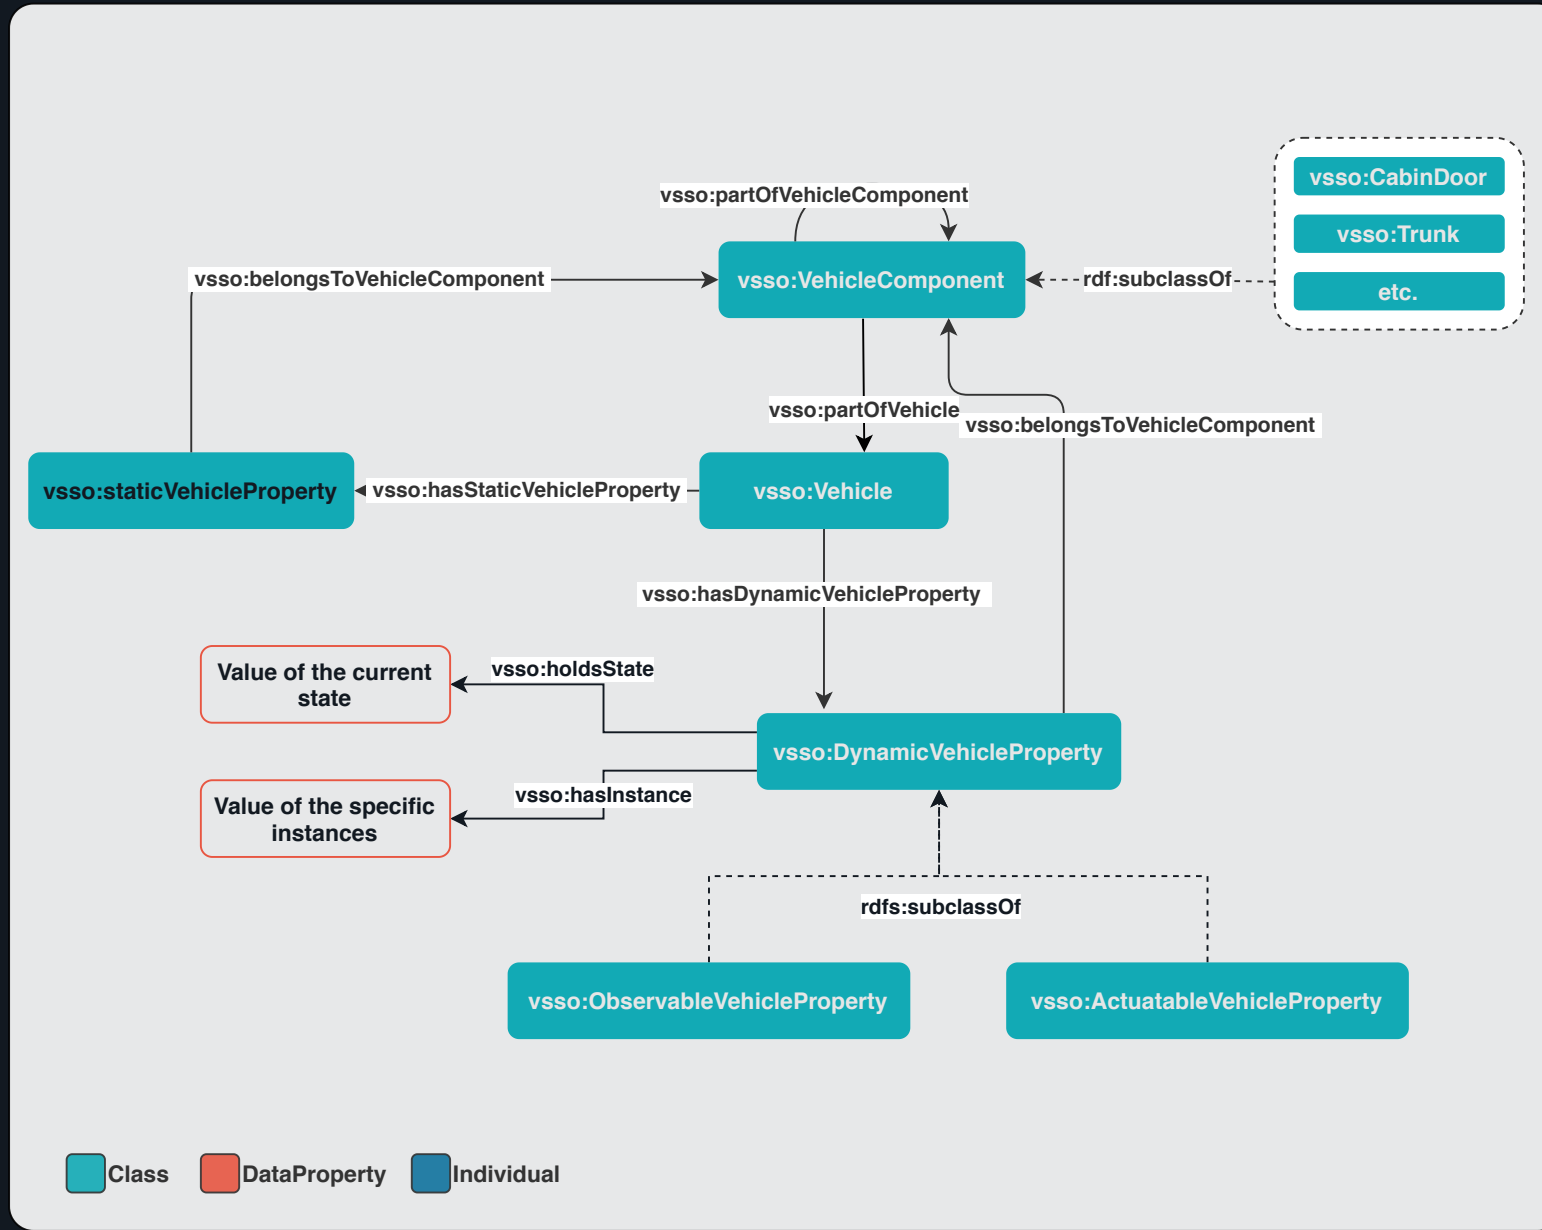 vsso:CabinDoor
vsso:partOfVehicleComponent
vsso:Trunk
vsso:belongsToVehicleComponent
vsso:VehicleComponent
rdf:subclassOf
etc.
vsso:partOfVehicle
vsso:belongsToVehicleComponent
vsso:staticVehicleProperty
vsso:hasStaticVehicleProperty
vsso:Vehicle
vsso:hasDynamicVehicleProperty
Value of the current
state
vsso:holdsState
vsso:DynamicVehicleProperty
vsso:hasInstance
Value of the specific
instances
rdfs:subclassOf
vsso:ObservableVehicleProperty
vsso:ActuatableVehicleProperty
Class
DataProperty
Individual